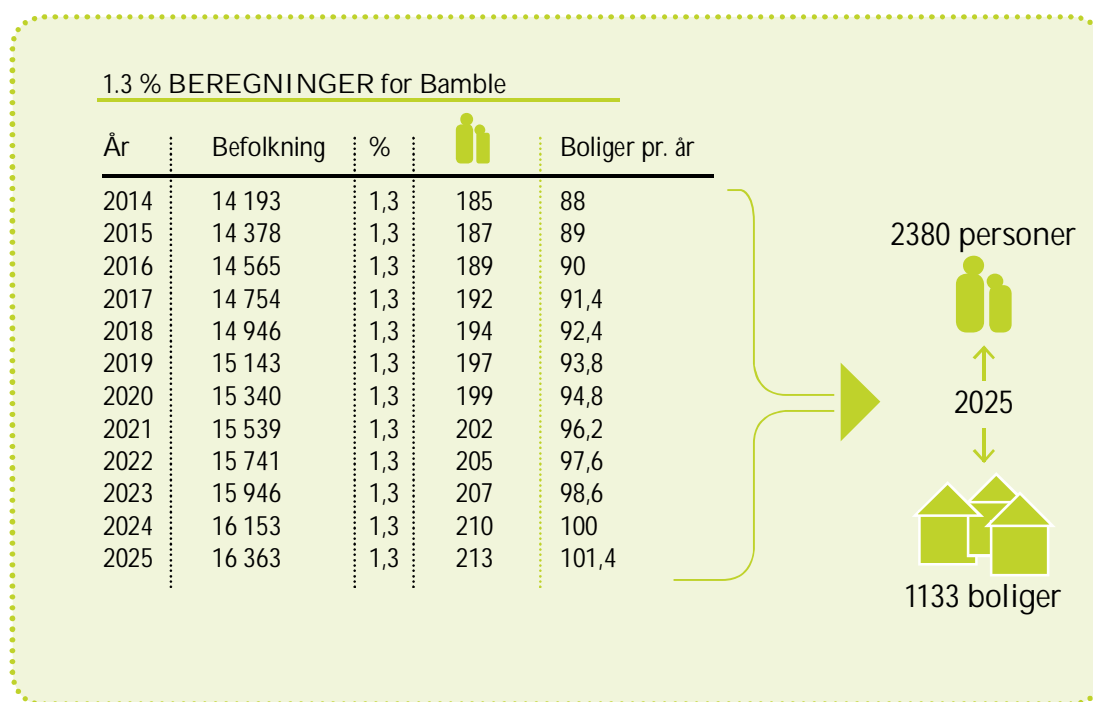 1.3 % BEREGNINGER for Bamble
År Befolkning % Boliger pr. år
2014 14 193 1,3 185 88
2015 14 378 1,3 187 89
2016 14 565 1,3 189 90
2017 14 754 1,3 192 91,4
2018 14 946 1,3 194 92,4
2019 15 143 1,3 197 93,8
2020 15 340 1,3 199 94,8
2021 15 539 1,3 202 96,2
2022 15 741 1,3 205 97,6
2023 15 946 1,3 207 98,6
2024 16 153 1,3 210 100
2025 16 363 1,3 213 101,4
2380 personer
2025
1133 boliger